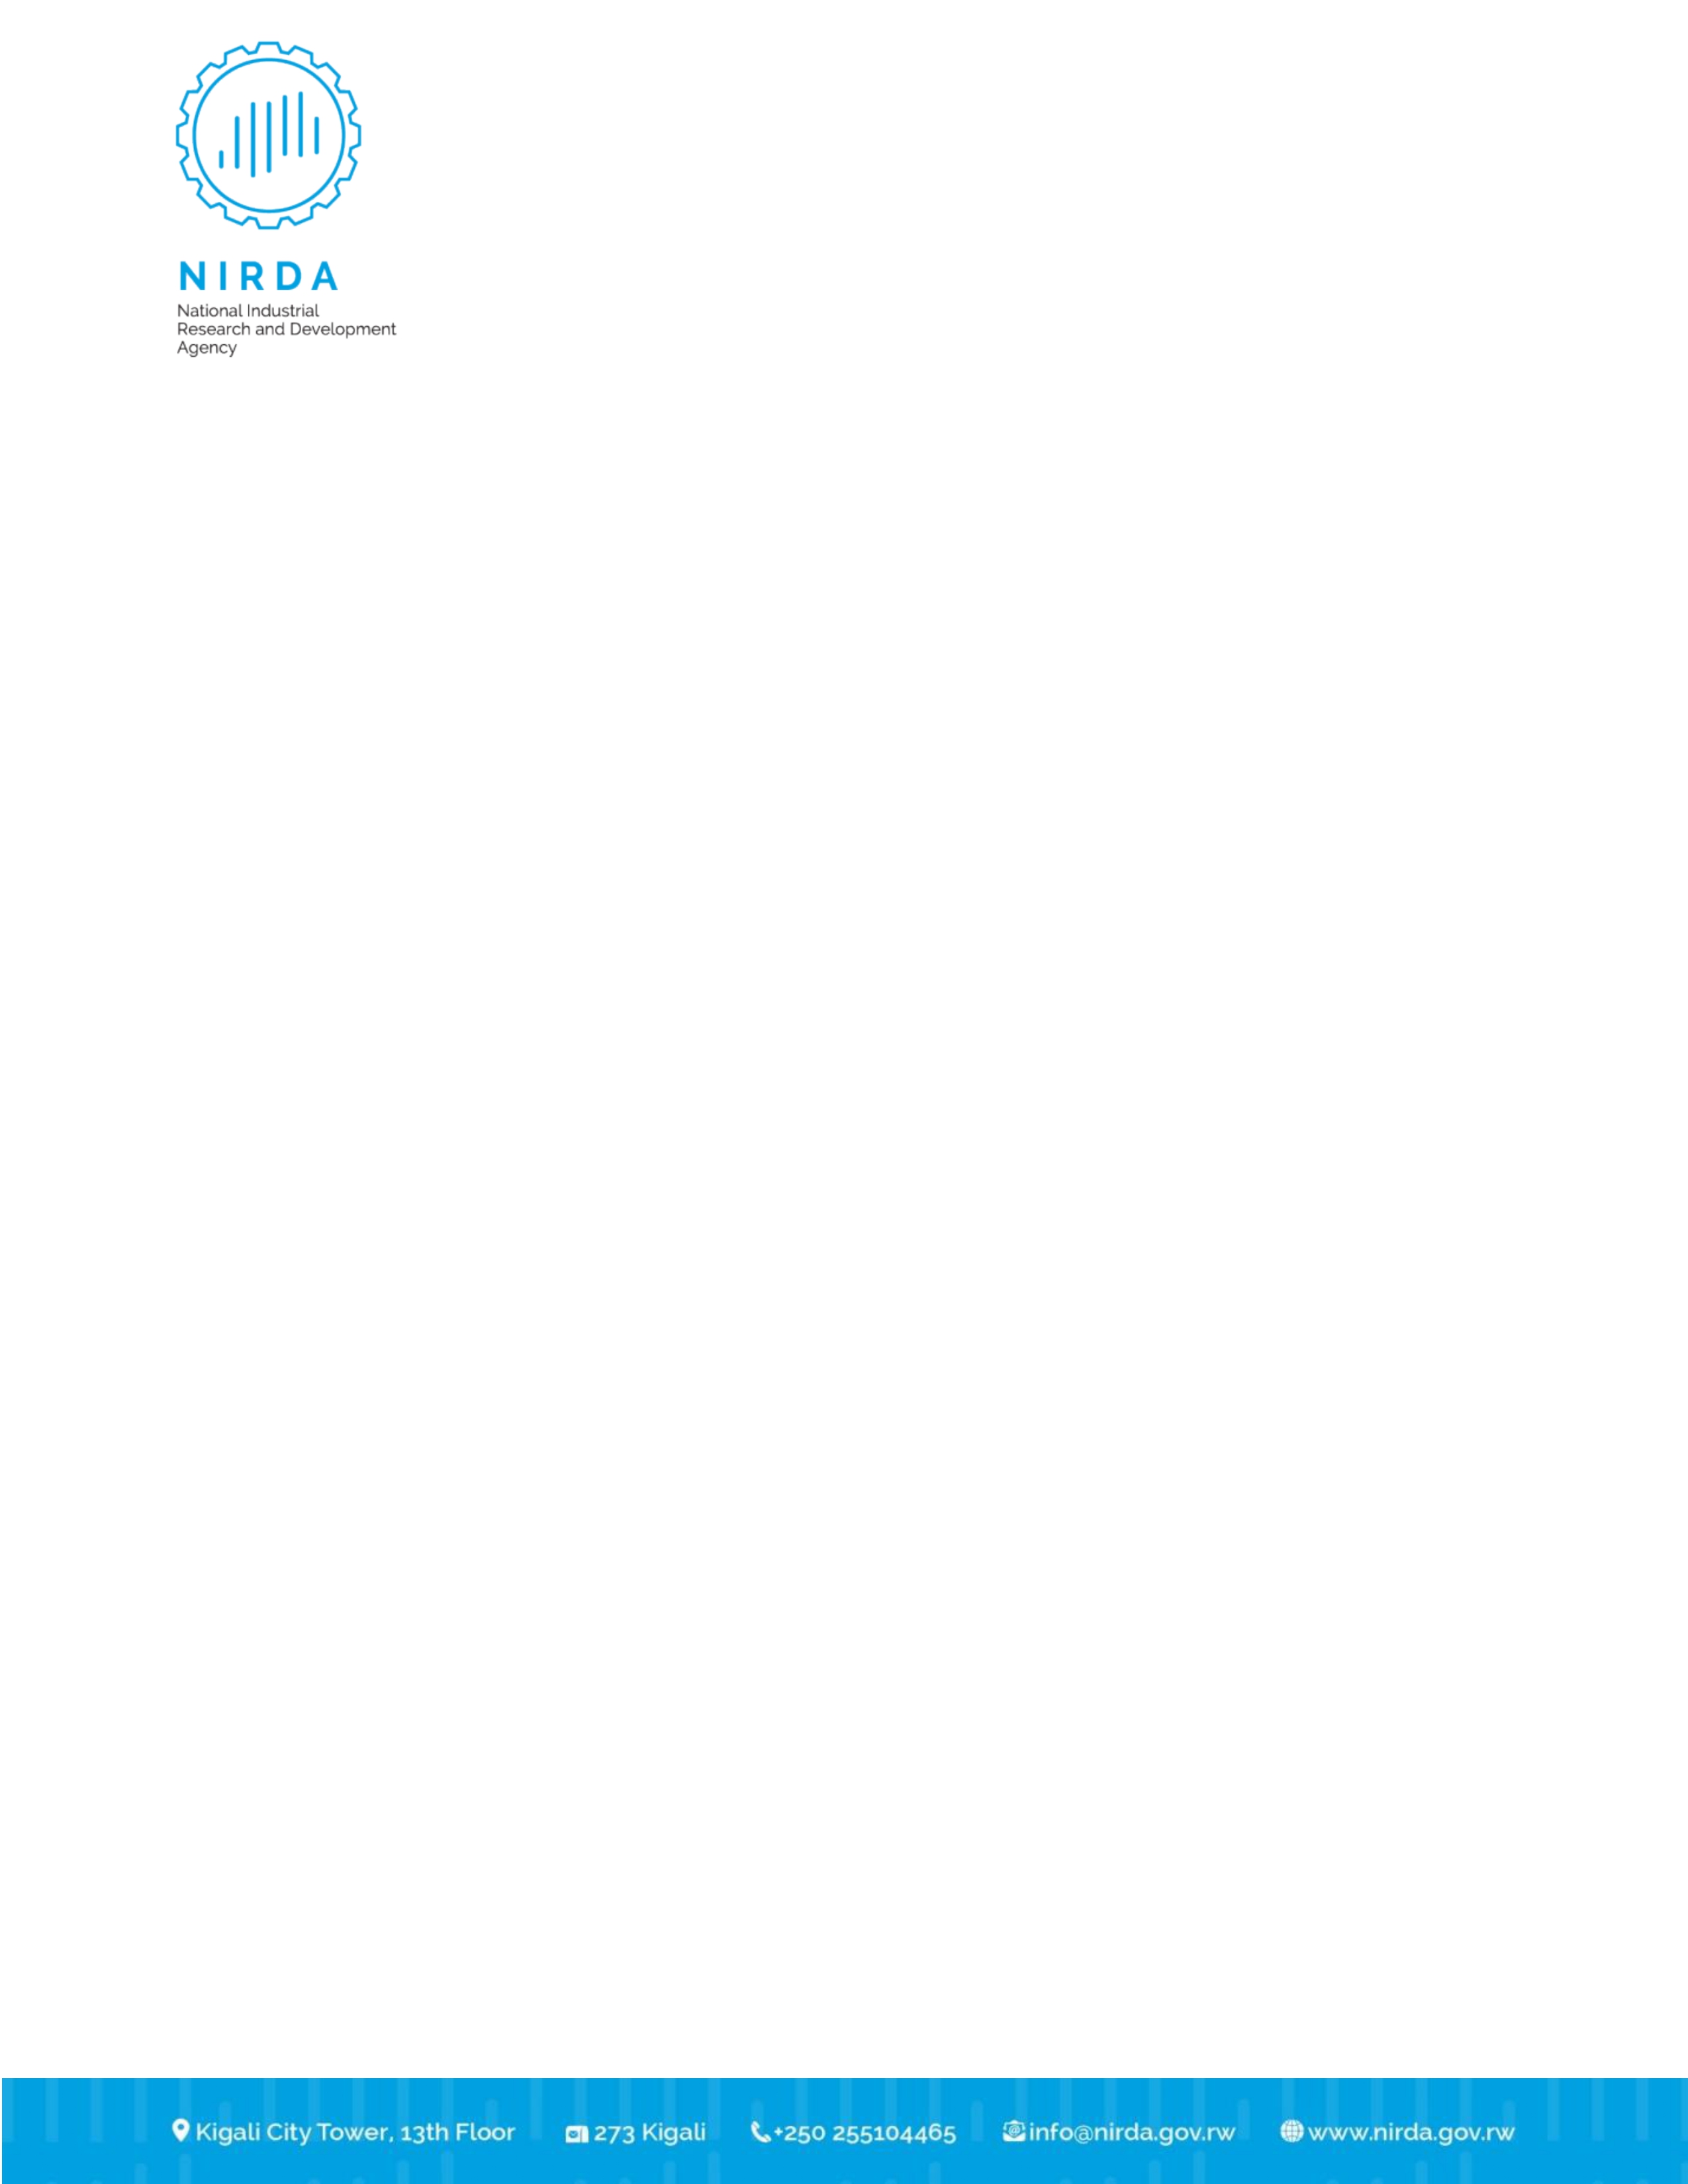 NIRDA
National Industrial
Research and Development
Agency
Kigali City Tower, 13th Floor 273 Kigali +250 255104465 info@nirda.gov.rw www.nirda.gov.rw